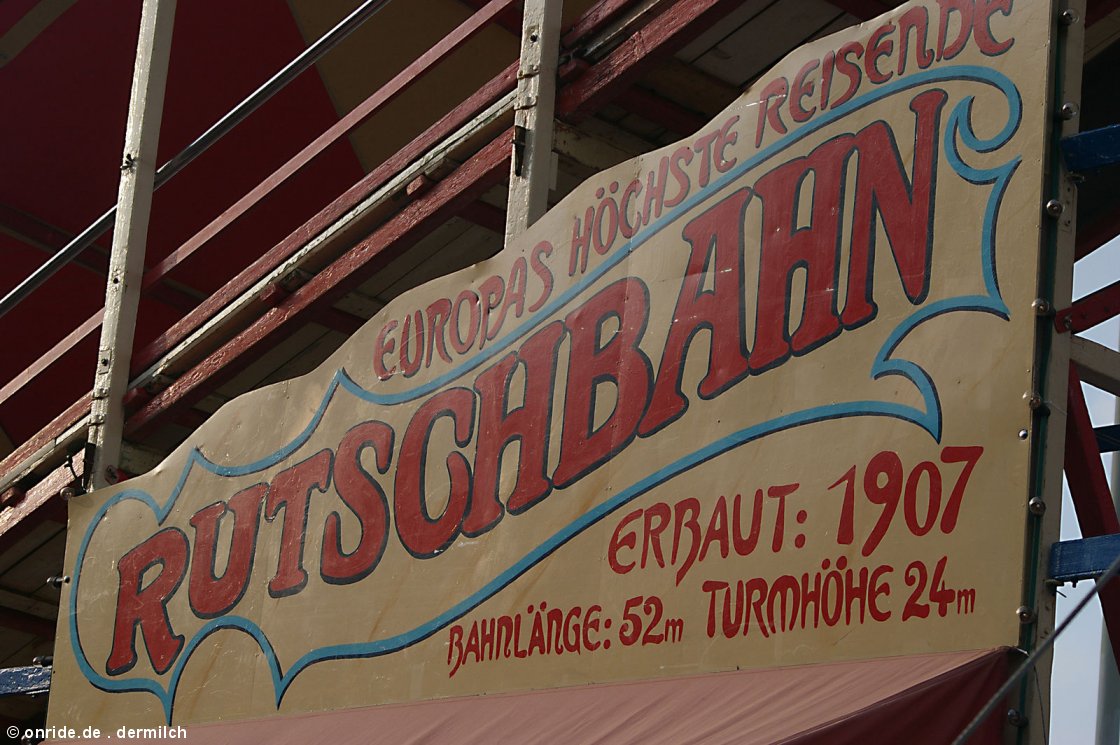 EUROPAS HÖCHSTE REISENDE
RUTSCHBAHN
ERBAUT: 1907
BAHNLÄNGE: 52m TURMHÖHE 24m
© onride.de . dermilch